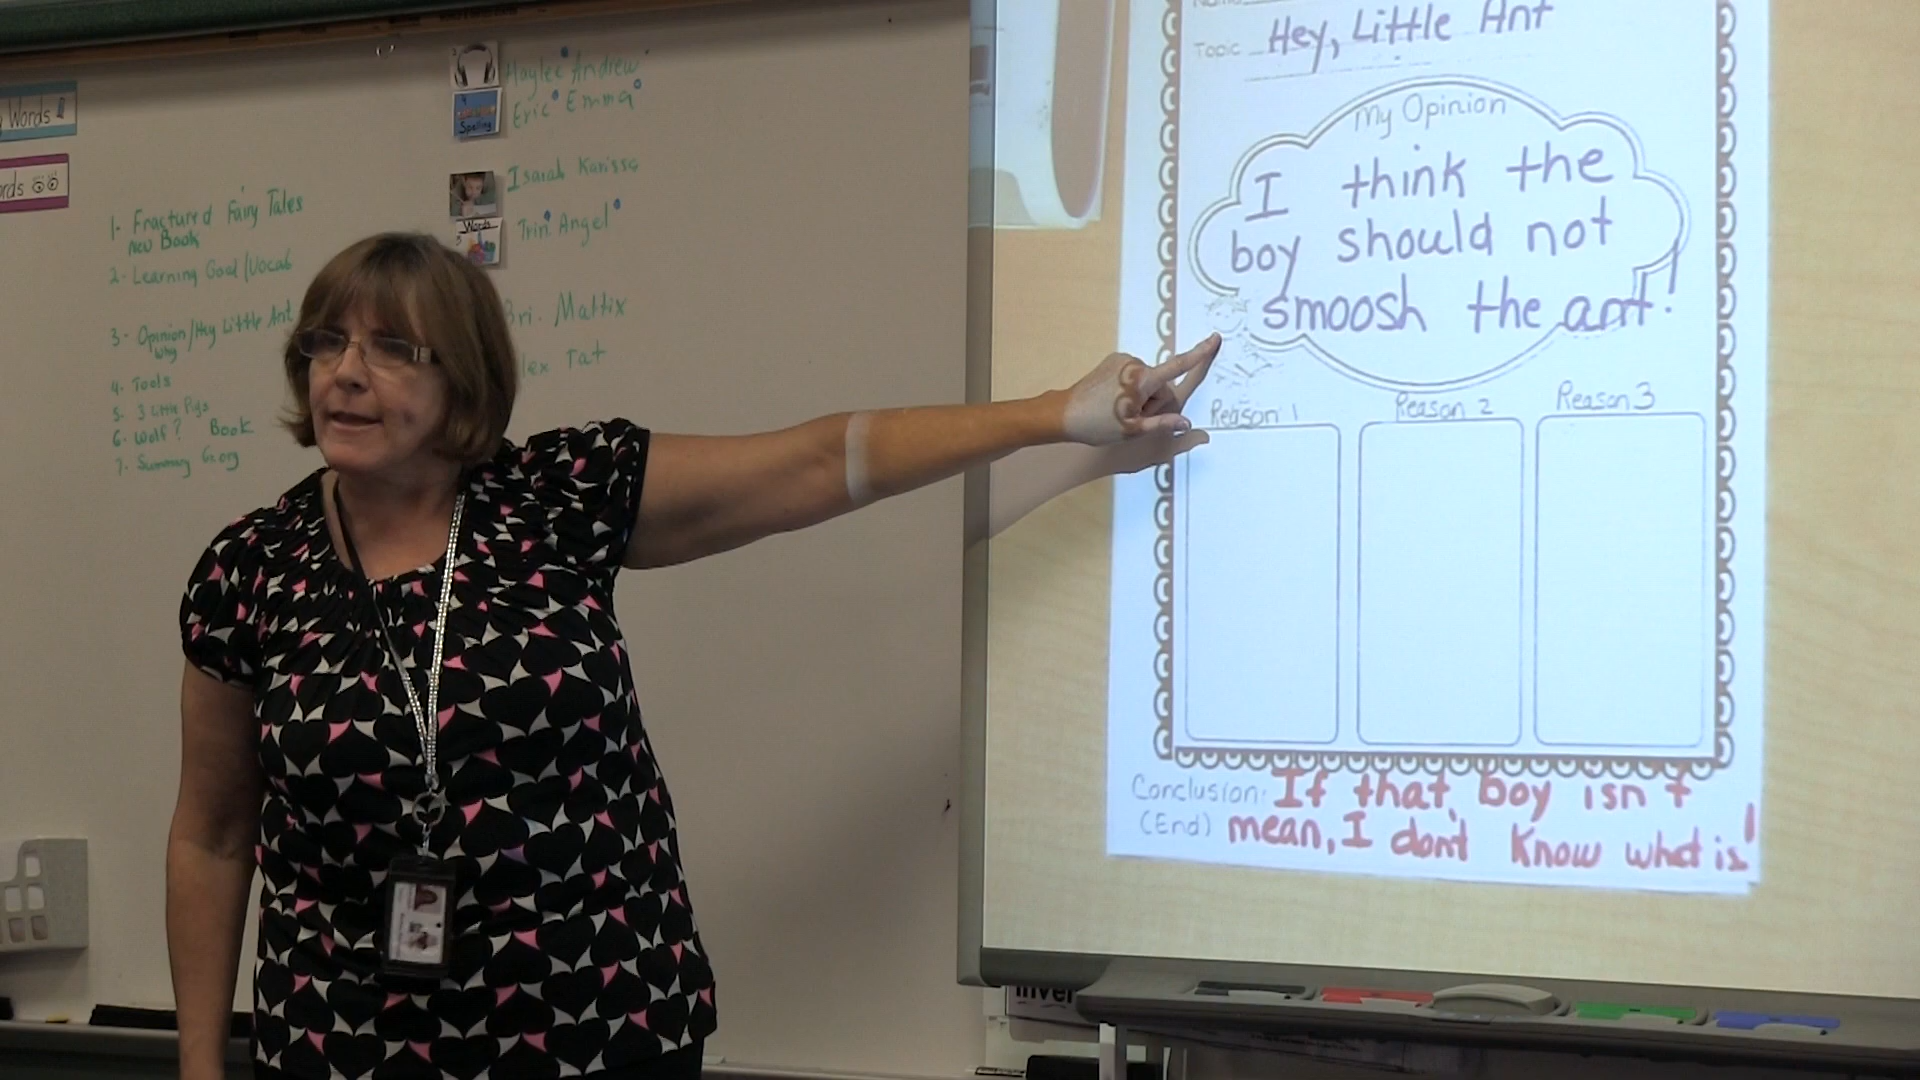 Words
Spelling
Haylee Andrew
Eric Emma
Isaiah Karissa
Words
Trin Angel
Bri. Mattix
lex Tat
1- Fractured Fairy Tales
new Book
2- Learning Goal/Vocab
3- Opinion/Hey Little Ant
why
4. Tools
5. 3 Little Pigs
6. Wolf? Book
7. Summary
Topic Hey, Little Ant
My Opinion
I think the
boy should not
smoosh the ant!
Reason 1 Reason 2 Reason 3
Conclusion: If that boy isn't
(End) mean, I don't know what is!